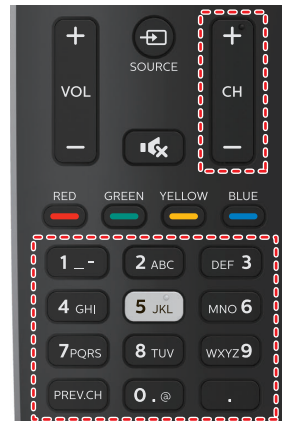 + +
SOURCE
VOL CH
– –
RED GREEN YELLOW BLUE
1 _- 2 ABC DEF 3
4 GHI 5 JKL MNO 6
7PQRS 8 TUV WXYZ9
PREV.CH 0.@ .